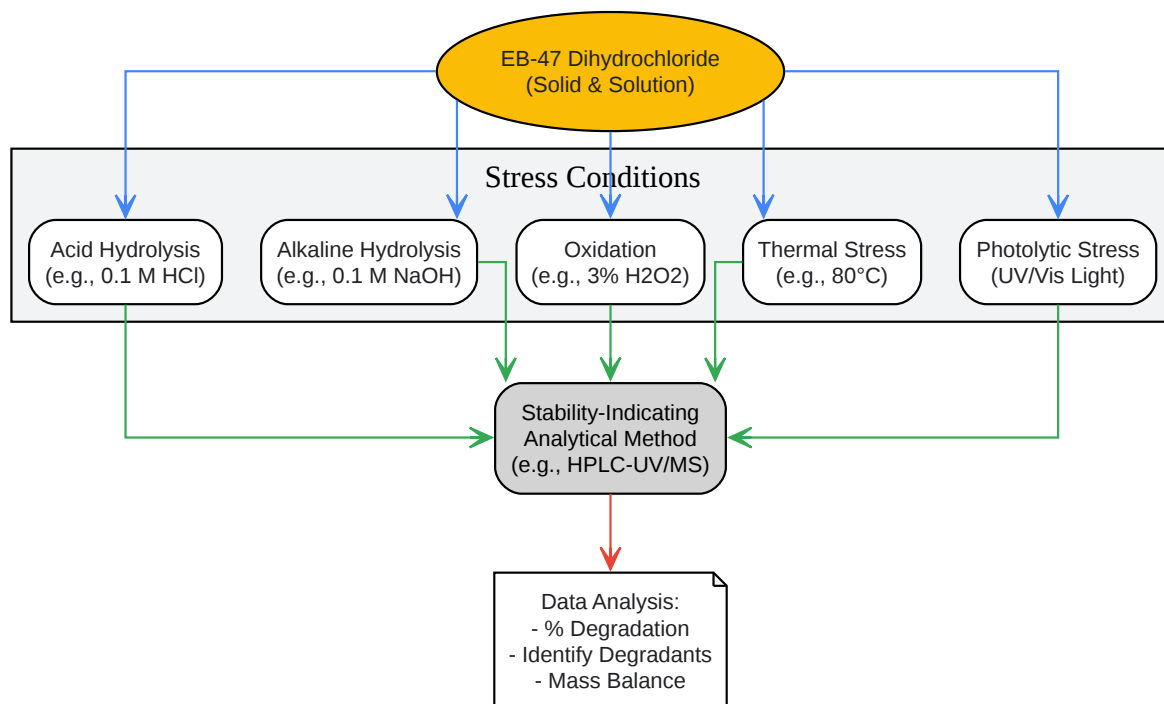 EB-47 Dihydrochloride
(Solid & Solution)
Stress Conditions
Acid Hydrolysis
(e.g., 0.1 M HCl)
Alkaline Hydrolysis
(e.g., 0.1 M NaOH)
Oxidation
(e.g., 3% H2O2)
Thermal Stress
(e.g., 80°C)
Photolytic Stress
(UV/Vis Light)
Stability-Indicating
Analytical Method
(e.g., HPLC-UV/MS)
Data Analysis:
- % Degradation
- Identify Degradants
- Mass Balance